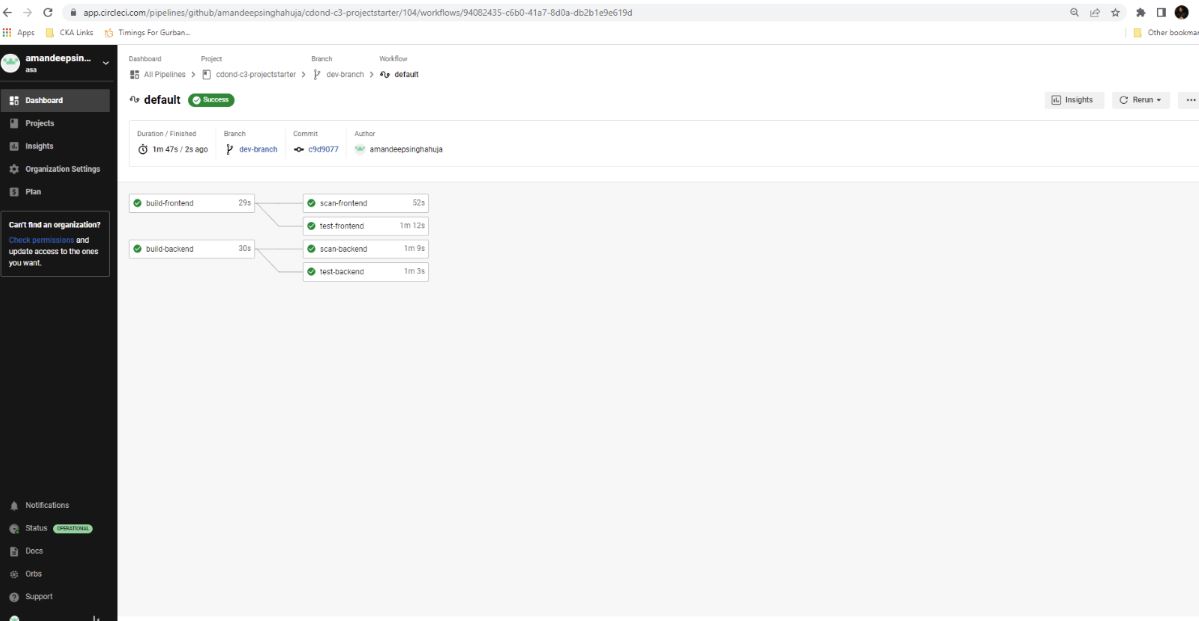 app.circleci.com/pipelines/github/amandeepsinghahuja/cdond-c3-projectstarter/104/workflows/94082435-c6b0-41a7-8d0a-db2b1e9e619d
Apps CKA Links Timings For Gurban... Other bookmar
amandeepsin...
asa
Dashboard
Projects
Insights
Organization Settings
Plan
Can't find an organization?
Check permissions and
update access to the ones
you want.
Notifications
Status OPERATIONAL
Docs
Orbs
Support
Dashboard Project Branch Workflow
All Pipelines cdond-c3-projectstarter dev-branch default
default Success Insights Rerun
Duration / Finished Branch Commit Author
1m 47s / 2s ago dev-branch c9d9077 amandeepsinghahuja
build-frontend 29s scan-frontend 52s
test-frontend 1m 12s
build-backend 30s scan-backend 1m 9s
test-backend 1m 3s